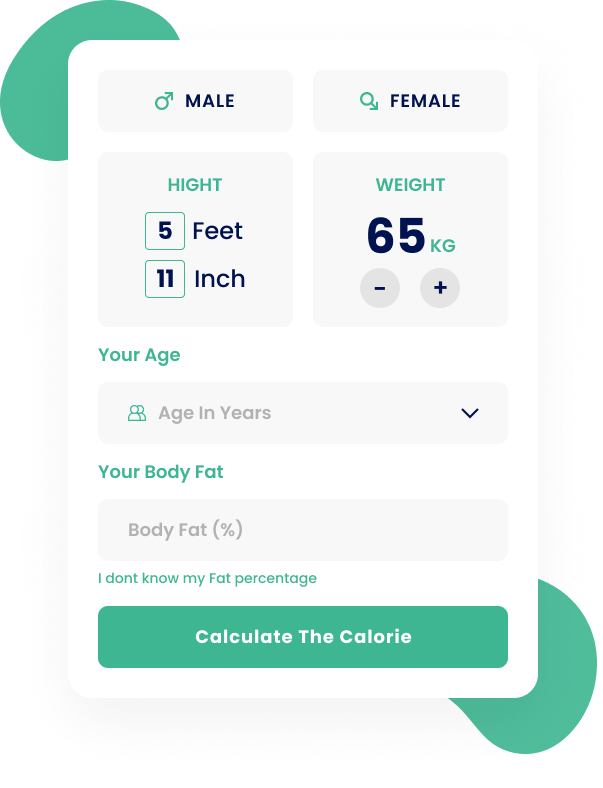 MALE
FEMALE
HIGHT
5 Feet
11 Inch
WEIGHT
65 KG
- +
Your Age
Age In Years
Your Body Fat
Body Fat (%)
I dont know my Fat percentage
Calculate The Calorie